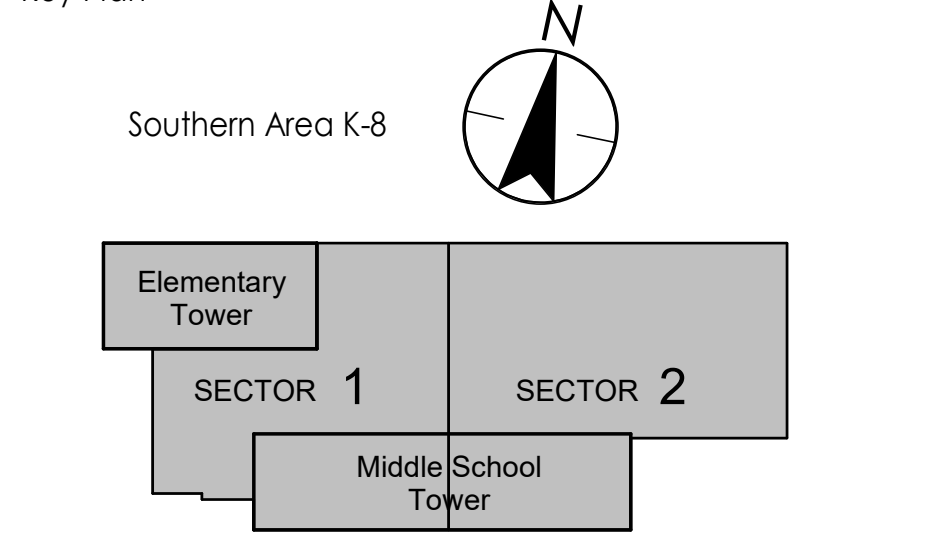 N
Southern Area K-8
Elementary
Tower
SECTOR 1
SECTOR 2
Middle School
Tower